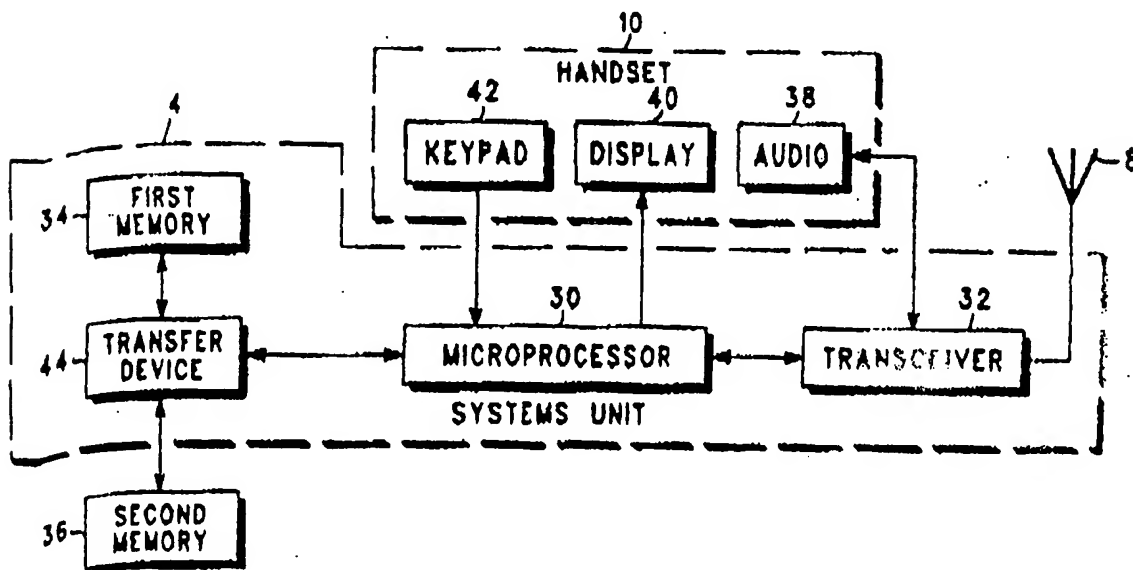 10
HANDSET
42
40
38
KEYPAD
DISPLAY
AUDIO
4
8
34
FIRST
MEMORY
30
32
44
TRANSFER
DEVICE
MICROPROCESSOR
TRANSCEIVER
SYSTEMS UNIT
36
SECOND
MEMORY